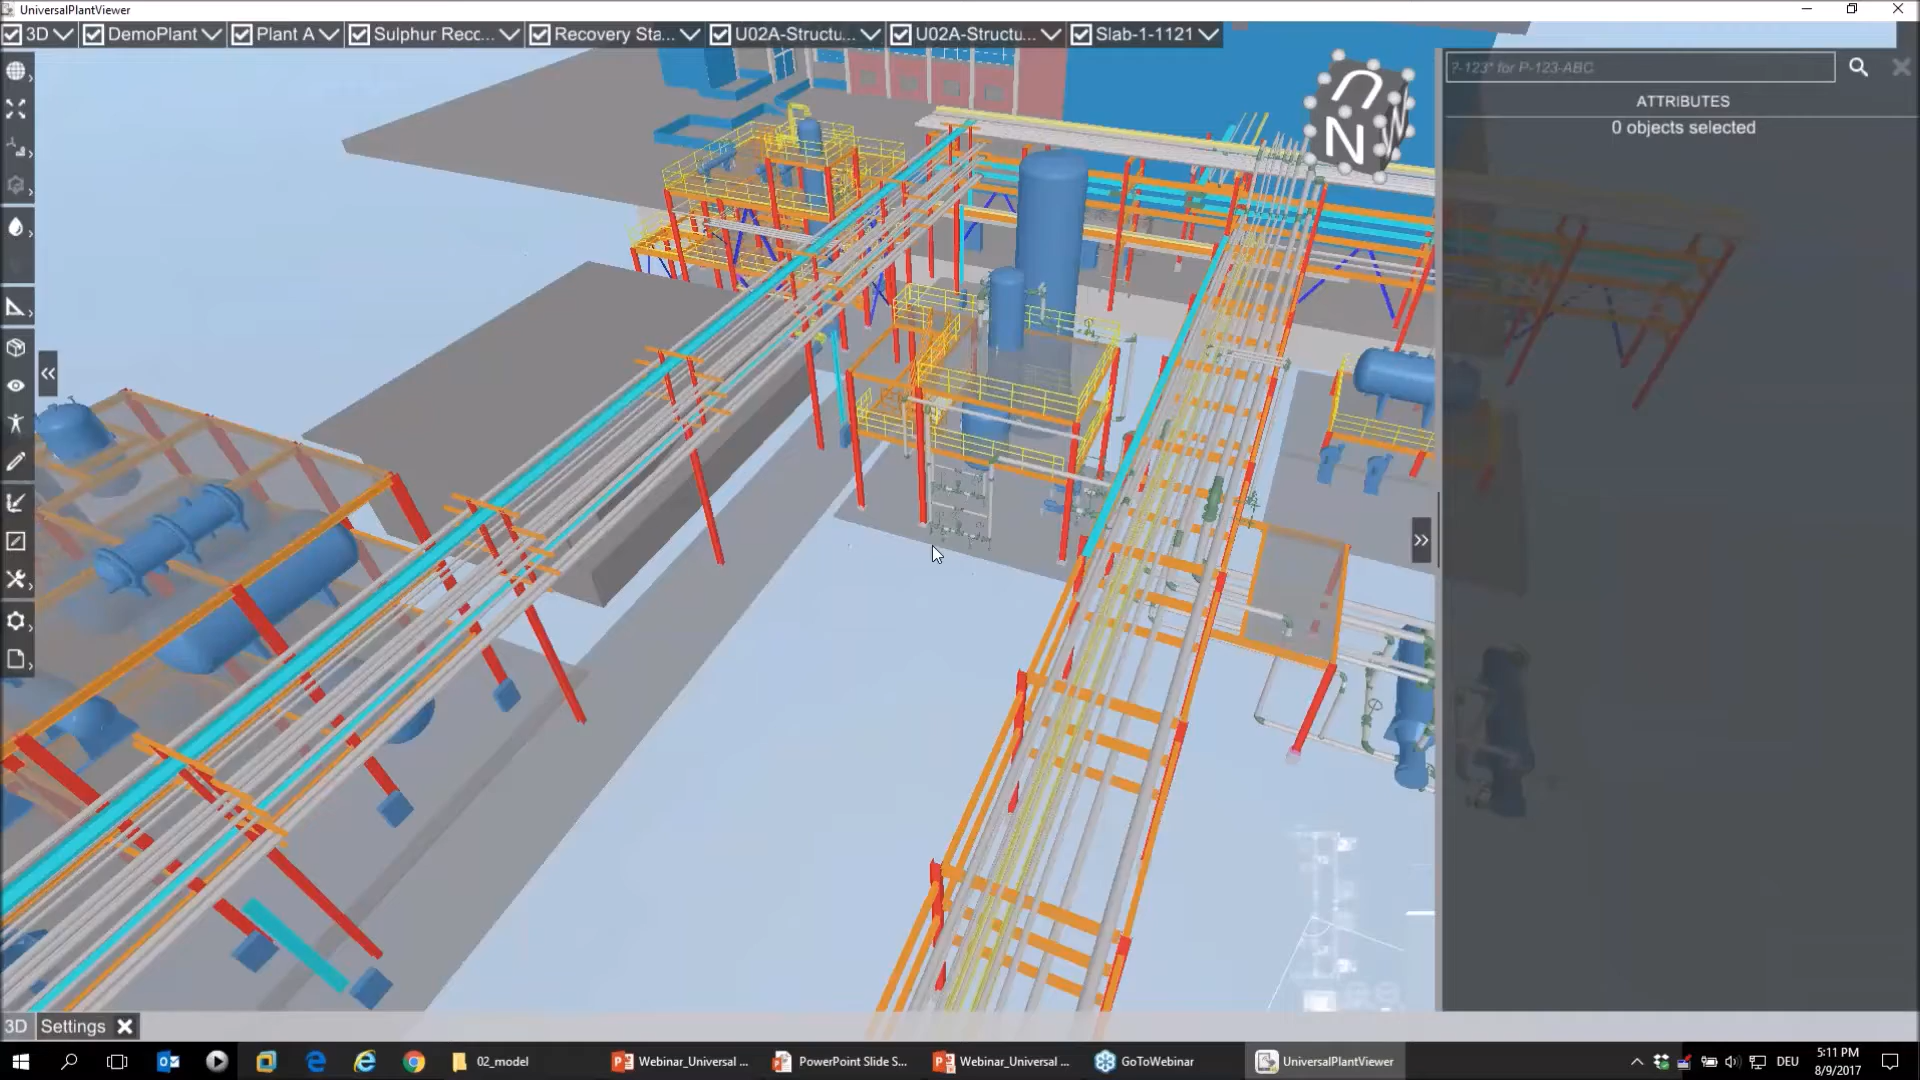 UniversalPlantViewer
3D DemoPlant Plant A Sulphur Recc... Recovery Sta... U02A-Structu... U02A-Structu... Slab-1-1121
?-123* for P-123-ABC
ATTRIBUTES
0 objects selected
N
3D Settings
02_model Webinar_Universal ... PowerPoint Slide S... Webinar_Universal ... GoToWebinar UniversalPlantViewer DEU
5:11 PM
8/9/2017